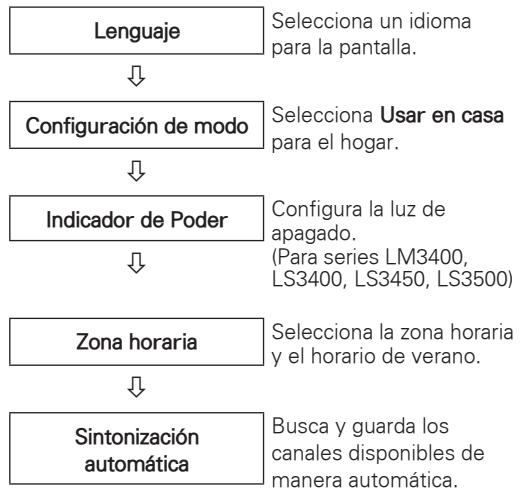 Lenguaje
Selecciona un idioma
para la pantalla.
⇩
Configuración de modo
Selecciona Usar en casa
para el hogar.
⇩
Indicador de Poder
Configura la luz de
apagado.
(Para series LM3400,
LS3400, LS3450, LS3500)
⇩
Zona horaria
Selecciona la zona horaria
y el horario de verano.
⇩
Sintonización
automática
Busca y guarda los
canales disponibles de
manera automática.